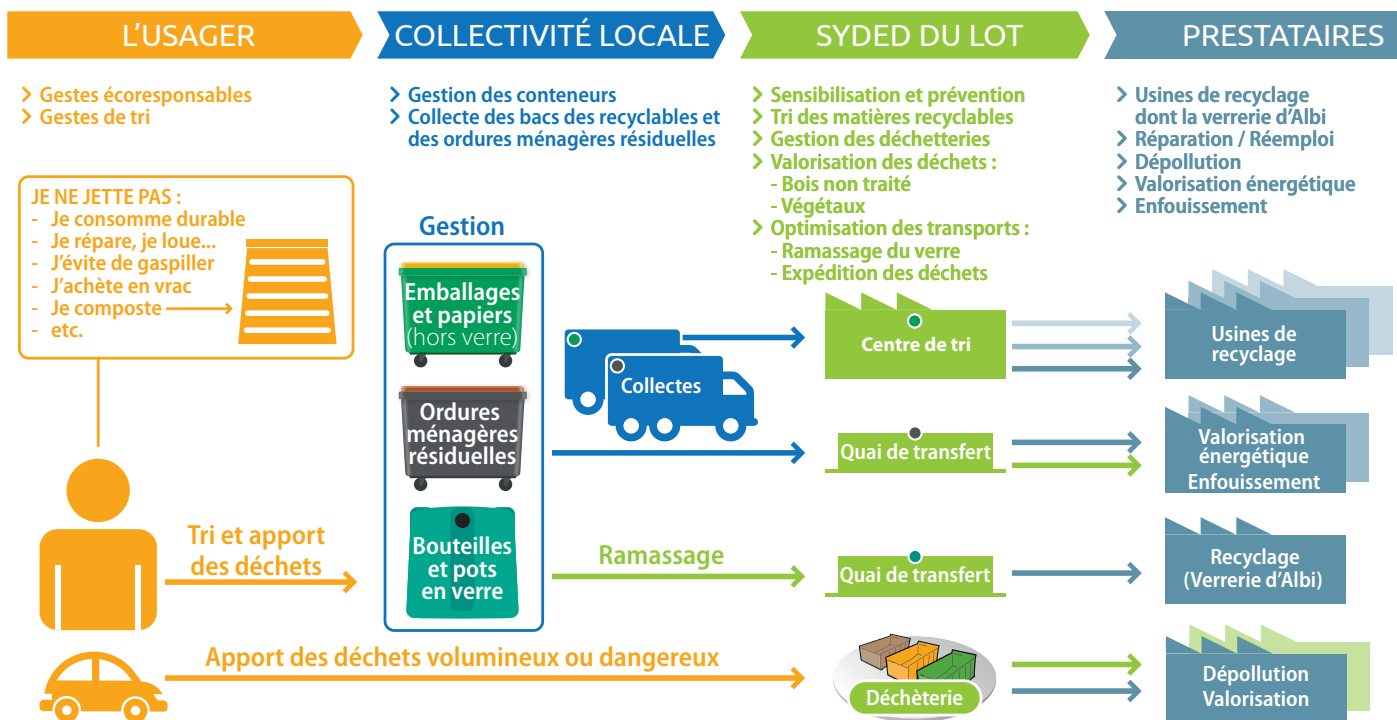 L'USAGER
COLLECTIVITÉ LOCALE
SYDED DU LOT
PRESTATAIRES
> Gestes écoresponsables
> Gestes de tri
> Gestion des conteneurs
> Collecte des bacs des recyclables et
des ordures ménagères résiduelles
> Sensibilisation et prévention
> Tri des matières recyclables
> Gestion des déchetteries
> Valorisation des déchets :
- Bois non traité
- Végétaux
> Optimisation des transports :
- Ramassage du verre
- Expédition des déchets
> Usines de recyclage
dont la verrerie d'Albi
> Réparation / Réemploi
> Dépollution
> Valorisation énergétique
> Enfouissement
JE NE JETTE PAS :
- Je consomme durable
- Je répare, je loue...
- J'évite de gaspiller
- J'achète en vrac
- Je composte
- etc.
Gestion
Emballages
et papiers
(hors verre)
Ordures
ménagères
résiduelles
Bouteilles
et pots
en verre
Collectes
Centre de tri
Usines de
recyclage
Quai de transfert
Valorisation
énergétique
Enfouissement
Tri et apport
des déchets
Ramassage
Quai de transfert
Recyclage
(Verrerie d'Albi)
Apport des déchets volumineux ou dangereux
Déchèterie
Dépollution
Valorisation